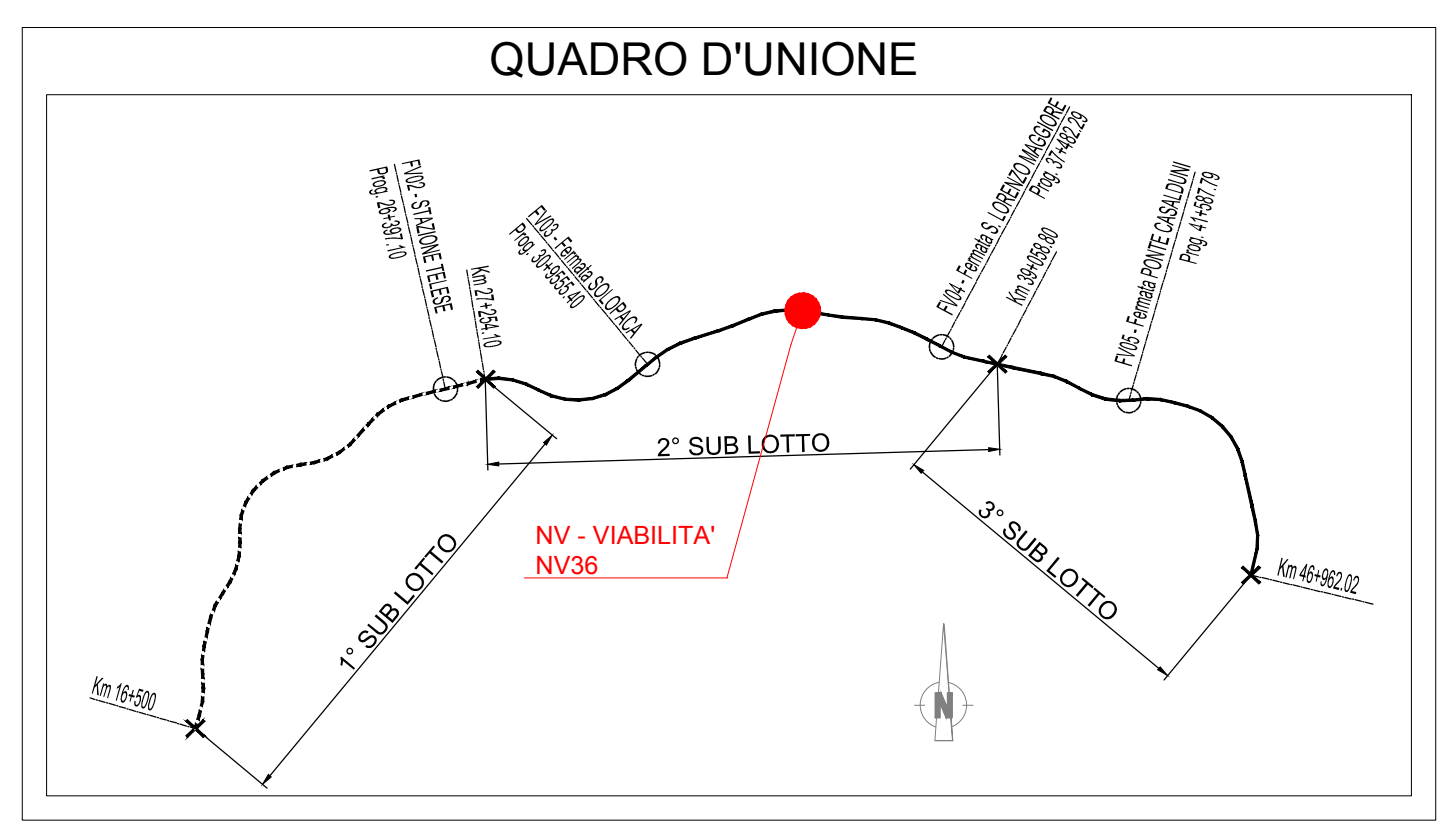 QUADRO D'UNIONE
FV02 - STAZIONE TELESE
Prog. 26+397.10
Km 27+254.10
FV03 - Fermata SOLOPACA
Prog. 30+9555.40
FV04 - Fermata S. LORENZO MAGGIORE
Prog. 37+482.29
Km 39+058.80
FV05 - Fermata PONTE CASALDUNI
Prog. 41+587.79
2° SUB LOTTO
NV - VIABILITA'
NV36
1° SUB LOTTO
3° SUB LOTTO
Km 46+962.02
Km 16+500
N